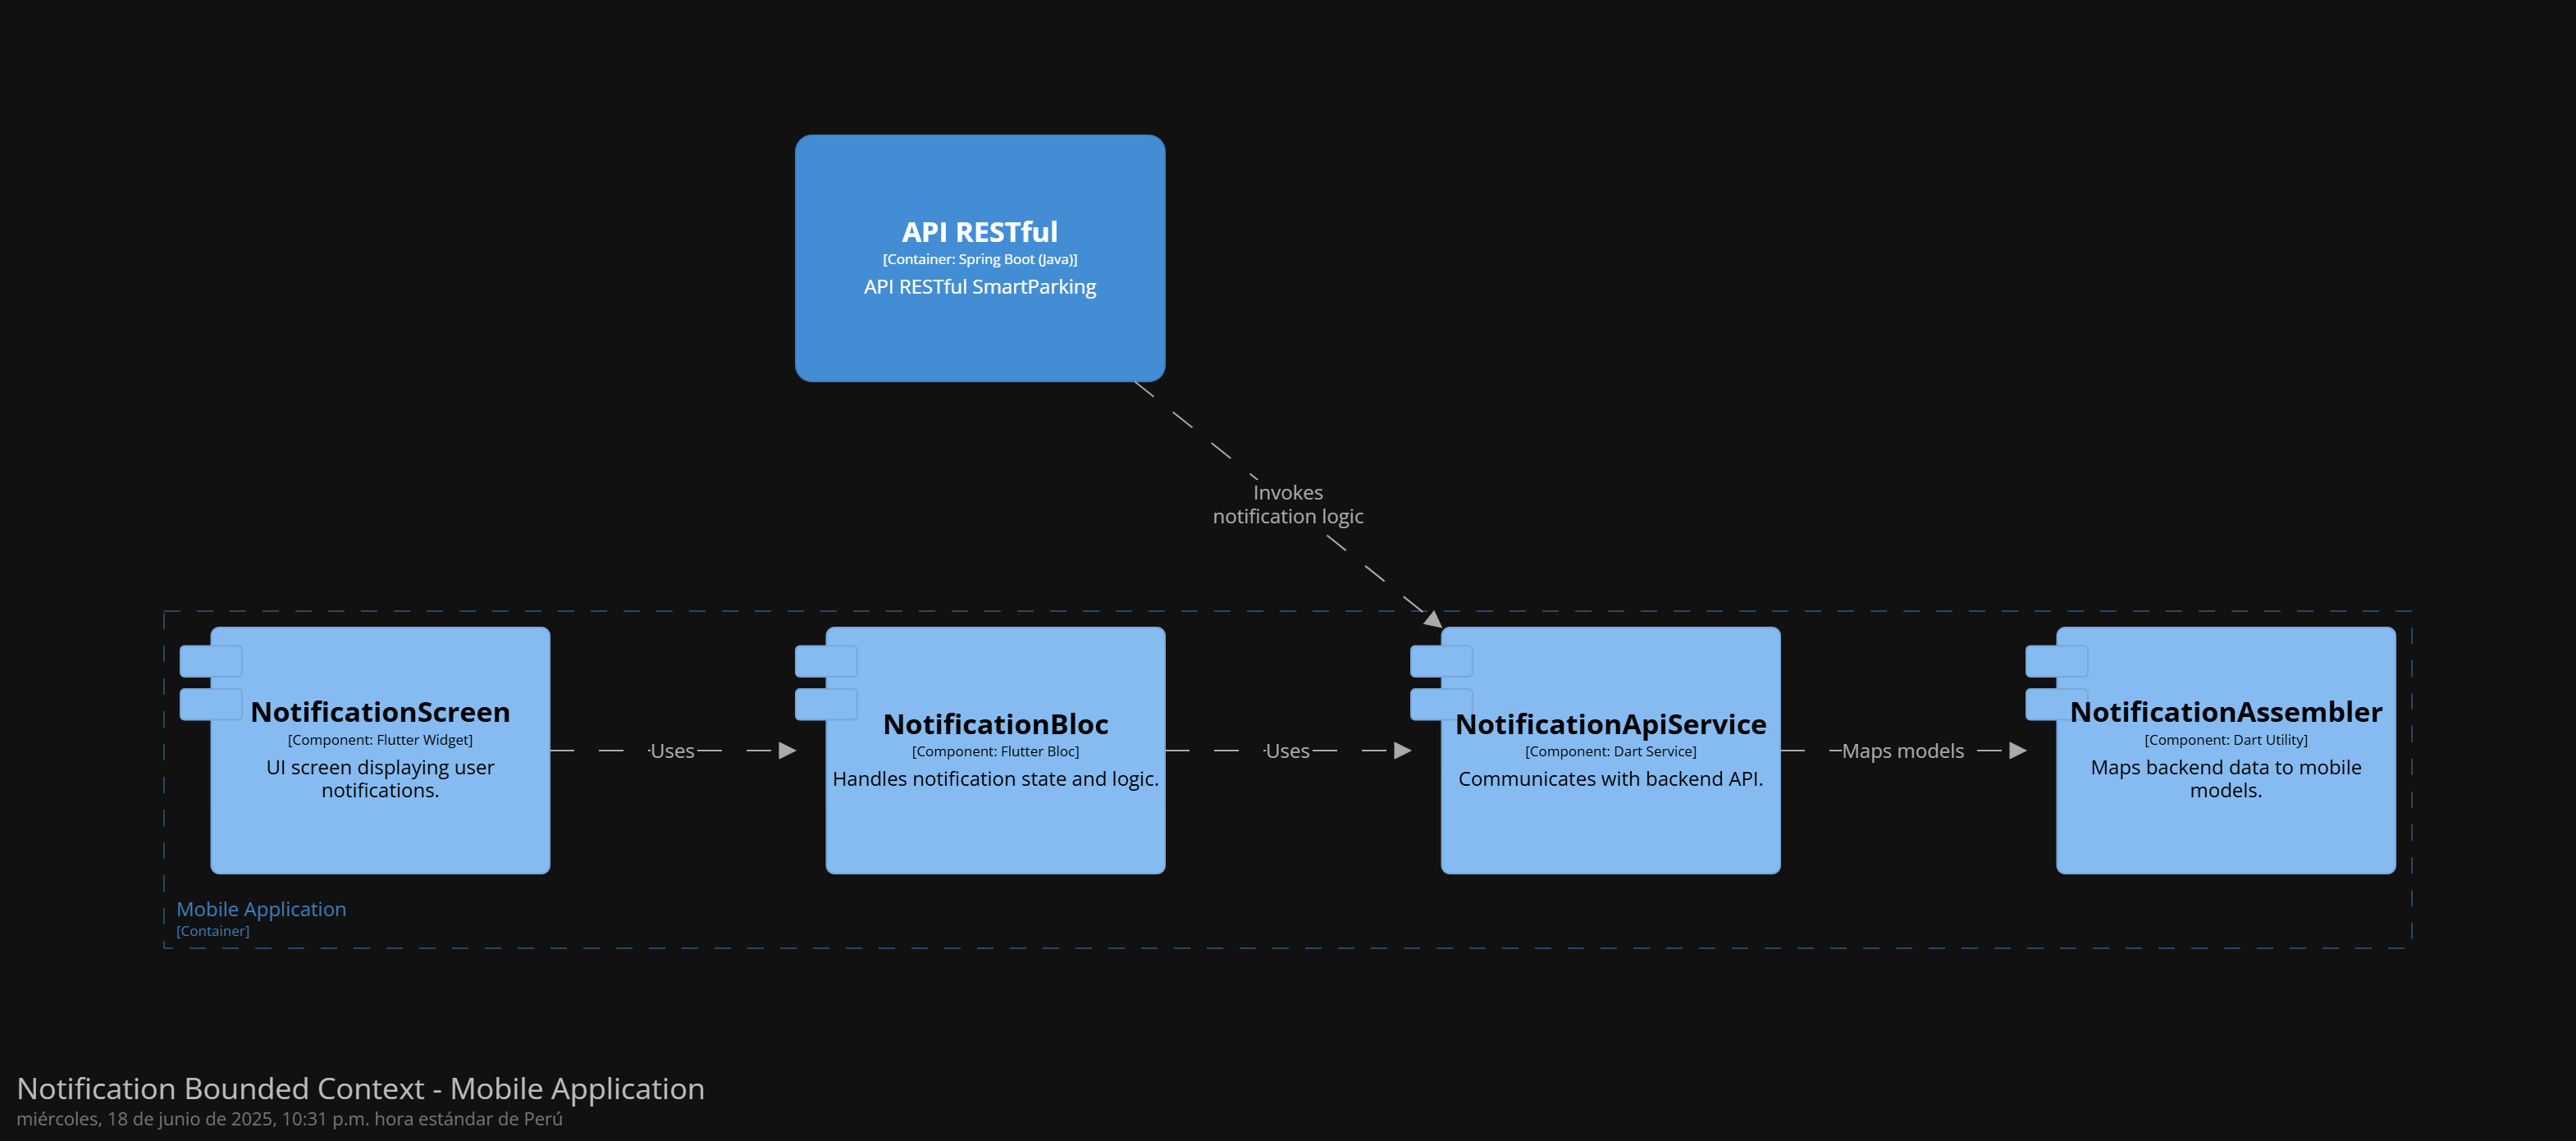 API RESTful
[Container: Spring Boot (Java)]
API RESTful SmartParking
Invokes
notification logic
NotificationScreen
[Component: Flutter Widget]
UI screen displaying user
notifications.
Uses
NotificationBloc
[Component: Flutter Bloc]
Handles notification state and logic.
Uses
NotificationApiService
[Component: Dart Service]
Communicates with backend API.
Maps models
NotificationAssembler
[Component: Dart Utility]
Maps backend data to mobile
models.
Mobile Application
[Container]
Notification Bounded Context - Mobile Application
miércoles, 18 de junio de 2025, 10:31 p.m. hora estándar de Perú